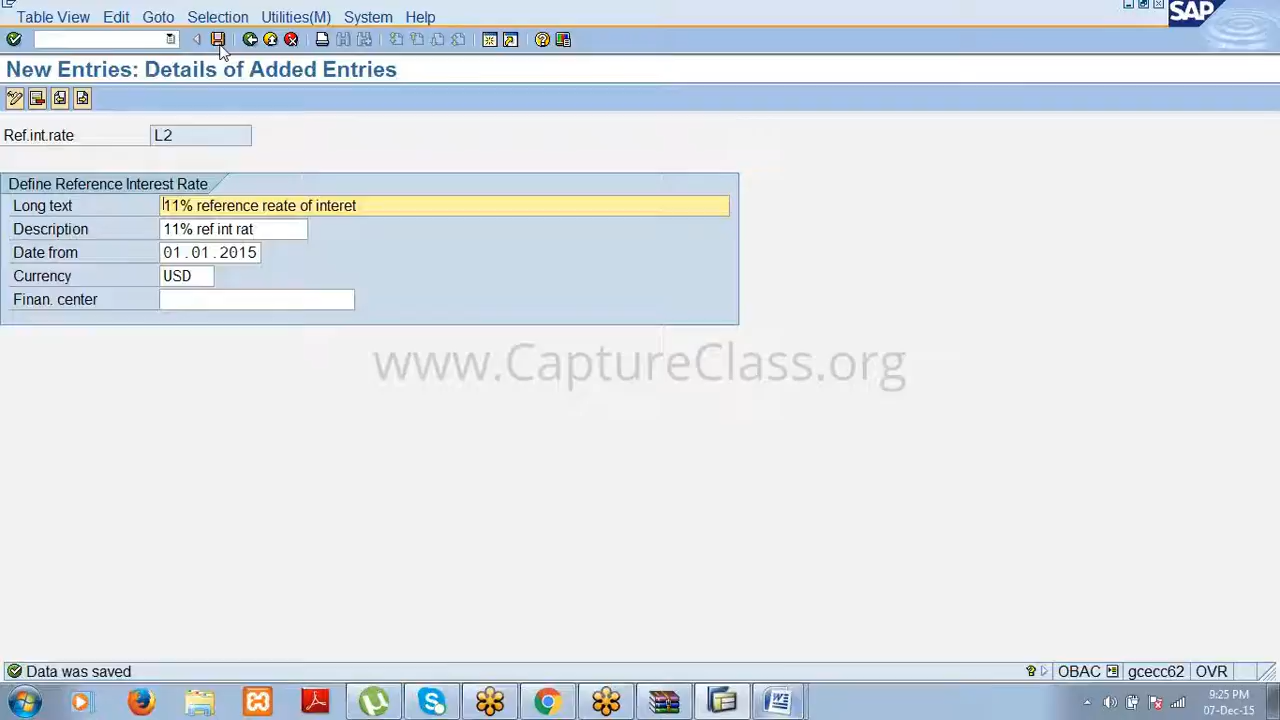 Table View Edit Goto Selection Utilities(M) System Help
SAP
New Entries: Details of Added Entries
Ref.int.rate L2
Define Reference Interest Rate
Long text 11% reference reate of interet
Description 11% ref int rat
Date from 01.01.2015
Currency USD
Finan. center
www.CaptureClass.org
Data was saved OBAC gcecc62 OVR
9:25 PM
07-Dec-15